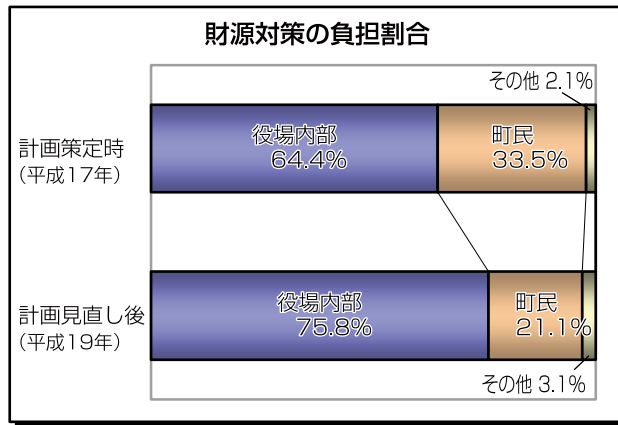 財源対策の負担割合
その他 2.1%
計画策定時
(平成17年)
役場内部
64.4%
町民
33.5%
計画見直し後
(平成19年)
役場内部
75.8%
町民
21.1%
その他 3.1%